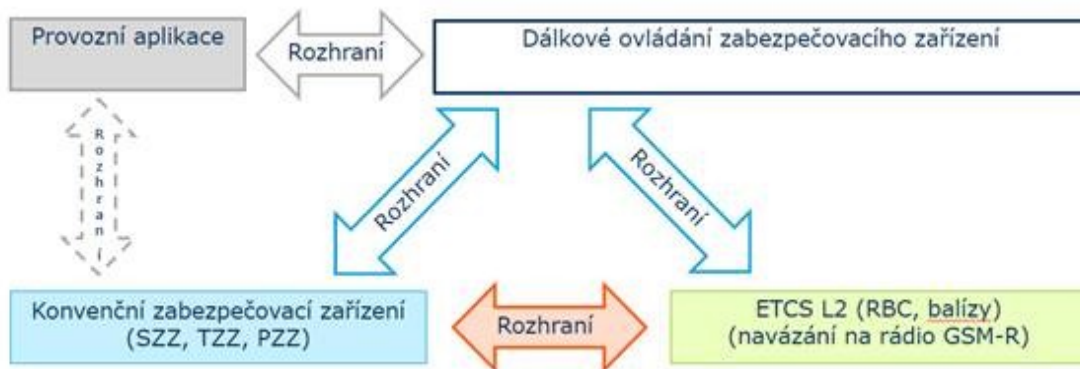 Provozní aplikace
Rozhraní
Dálkové ovládání zabezpečovacího zařízení
Rozhraní
Rozhraní
Rozhraní
Konvenční zabezpečovací zařízení
(SZZ, TZZ, PZZ)
Rozhraní
ETCS L2 (RBC, balízy)
(navázání na rádio GSM-R)